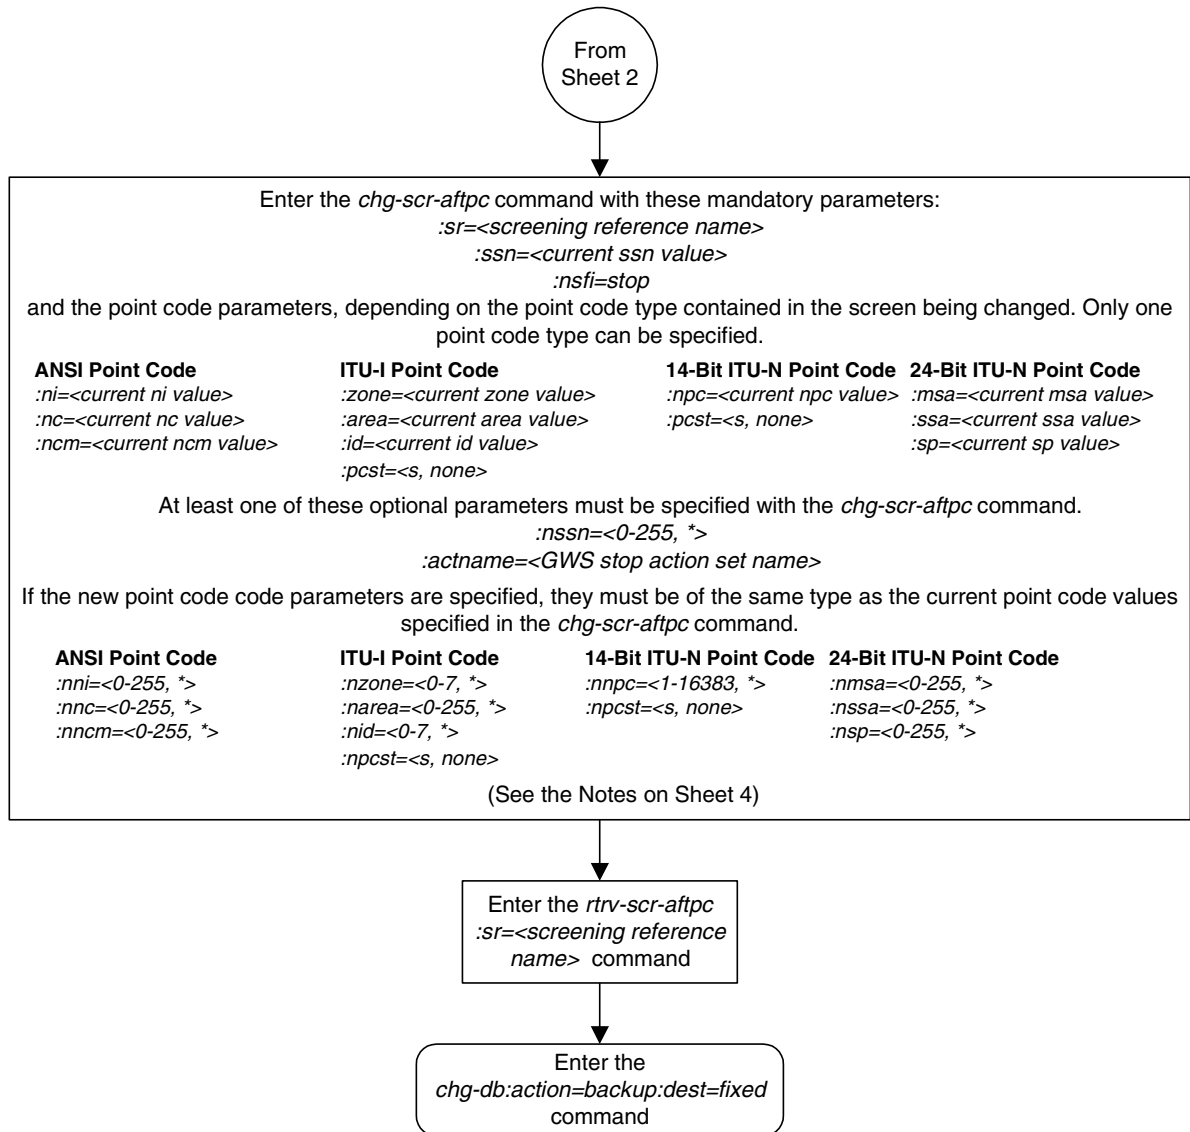 From
Sheet 2
Enter the chg-scr-aftpc command with these mandatory parameters:
:sr=<screening reference name>
:ssn=<current ssn value>
:nsfi=stop
and the point code parameters, depending on the point code type contained in the screen being changed. Only one
point code type can be specified.
ANSI Point Code
:ni=<current ni value>
:nc=<current nc value>
:ncm=<current ncm value>
ITU-I Point Code
:zone=<current zone value>
:area=<current area value>
:id=<current id value>
:pcst=<s, none>
14-Bit ITU-N Point Code
:npc=<current npc value>
:pcst=<s, none>
24-Bit ITU-N Point Code
:msa=<current msa value>
:ssa=<current ssa value>
:sp=<current sp value>
At least one of these optional parameters must be specified with the chg-scr-aftpc command.
:nssn=<0-255, *>
:actname=<GWS stop action set name>
If the new point code code parameters are specified, they must be of the same type as the current point code values
specified in the chg-scr-aftpc command.
ANSI Point Code
:nni=<0-255, *>
:nnc=<0-255, *>
:nncm=<0-255, *>
ITU-I Point Code
:nzone=<0-7, *>
:narea=<0-255, *>
:nid=<0-7, *>
:npcst=<s, none>
14-Bit ITU-N Point Code
:nnpc=<1-16383, *>
:npcst=<s, none>
24-Bit ITU-N Point Code
:nmsa=<0-255, *>
:nssa=<0-255, *>
:nsp=<0-255, *>
(See the Notes on Sheet 4)
Enter the rtrv-scr-aftpc
:sr=<screening reference
name> command
Enter the
chg-db:action=backup:dest=fixed
command